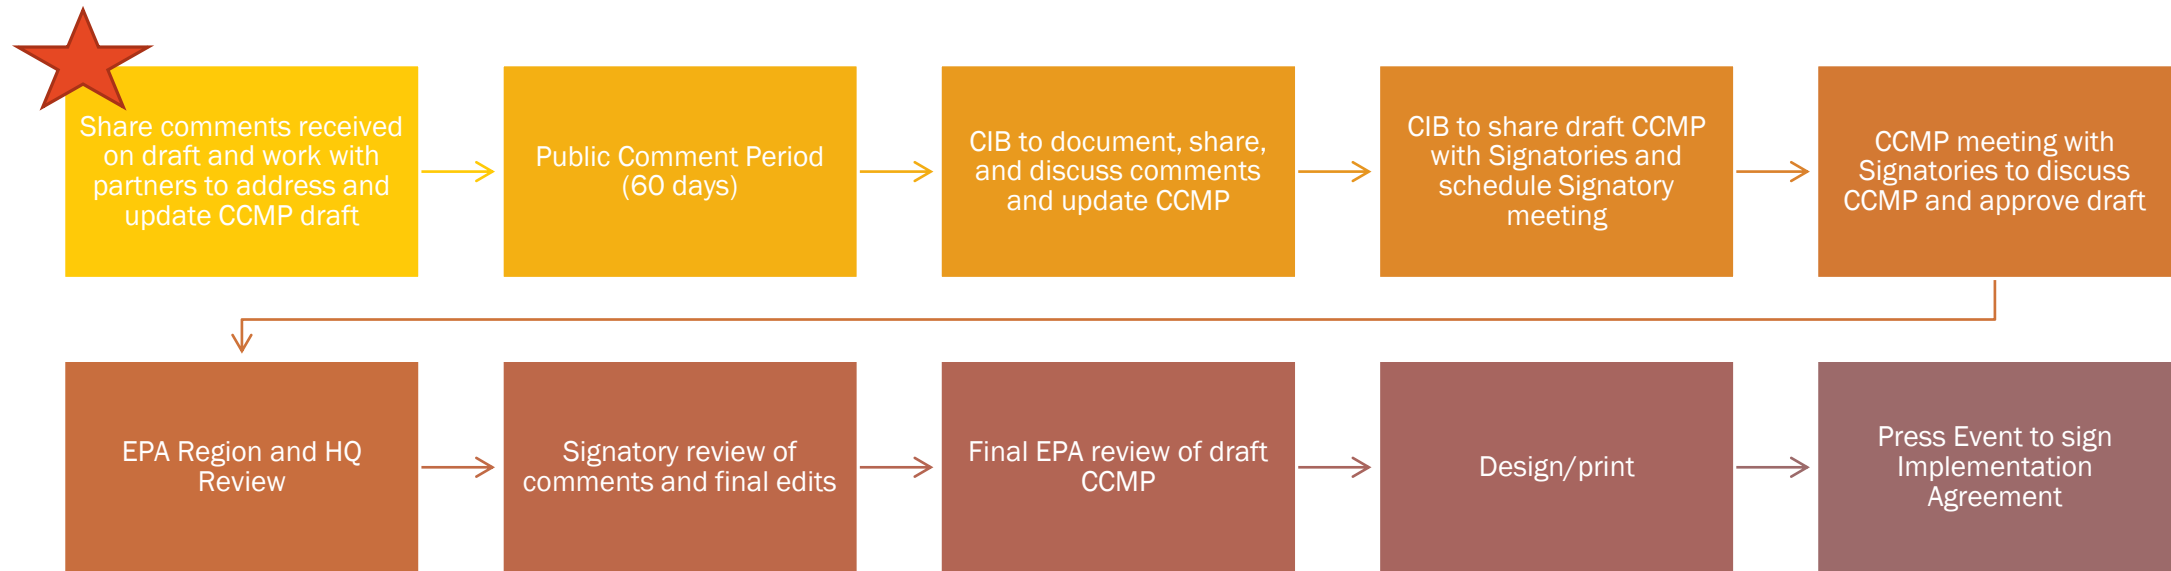 Share comments received
on draft and work with
partners to address and
update CCMP draft
Public Comment Period
(60 days)
CIB to document, share,
and discuss comments
and update CCMP
CIB to share draft CCMP
with Signatories and
schedule Signatory
meeting
CCMP meeting with
Signatories to discuss
CCMP and approve draft
EPA Region and HQ
Review
Signatory review of
comments and final edits
Final EPA review of draft
CCMP
Design/print
Press Event to sign
Implementation
Agreement